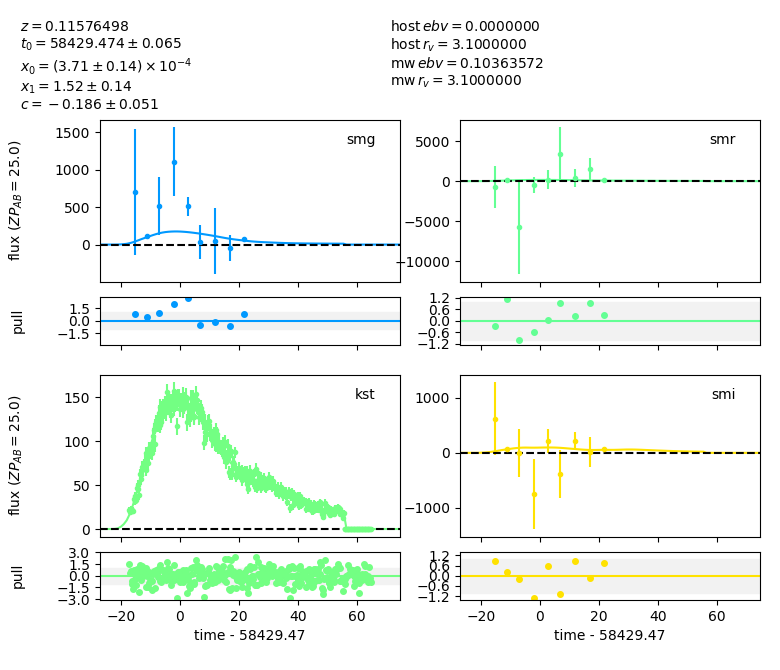 z = 0.11576498
t₀ = 58429.474 ± 0.065
x₀ = (3.71 ± 0.14) × 10⁻⁴
x₁ = 1.52 ± 0.14
c = −0.186 ± 0.051
host ebv = 0.0000000
host r_v = 3.1000000
mw ebv = 0.10363572
mw r_v = 3.1000000
flux (ZP_AB = 25.0)
1500
1000
500
0
smg
5000
0
−5000
−10000
smr
pull
1.5
0.0
−1.5
1.2
0.6
0.0
−0.6
−1.2
flux (ZP_AB = 25.0)
150
100
50
0
kst
1000
0
−1000
smi
pull
3.0
1.5
0.0
−1.5
−3.0
1.2
0.6
0.0
−0.6
−1.2
−20 0 20 40 60
−20 0 20 40 60
time - 58429.47
time - 58429.47